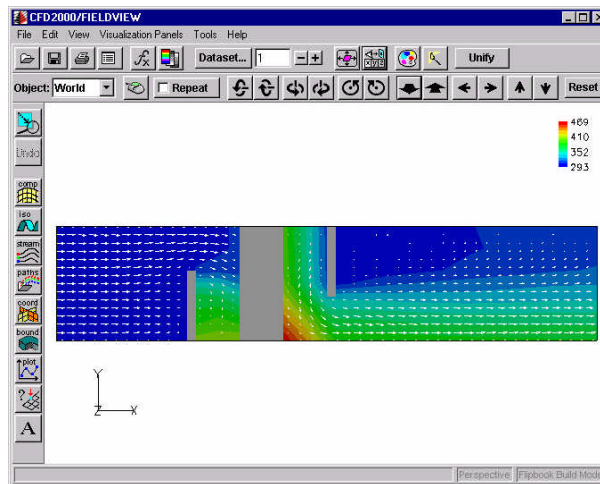 CFD2000/FIELDVIEW
File Edit View Visualization Panels Tools Help
Dataset... 1 Unify
Object: World Repeat Reset
Undo
comp
iso
stream
paths
coord
bound
plot
A
469
410
352
293
Y
Z X
Perspective Flipbook Build Mode